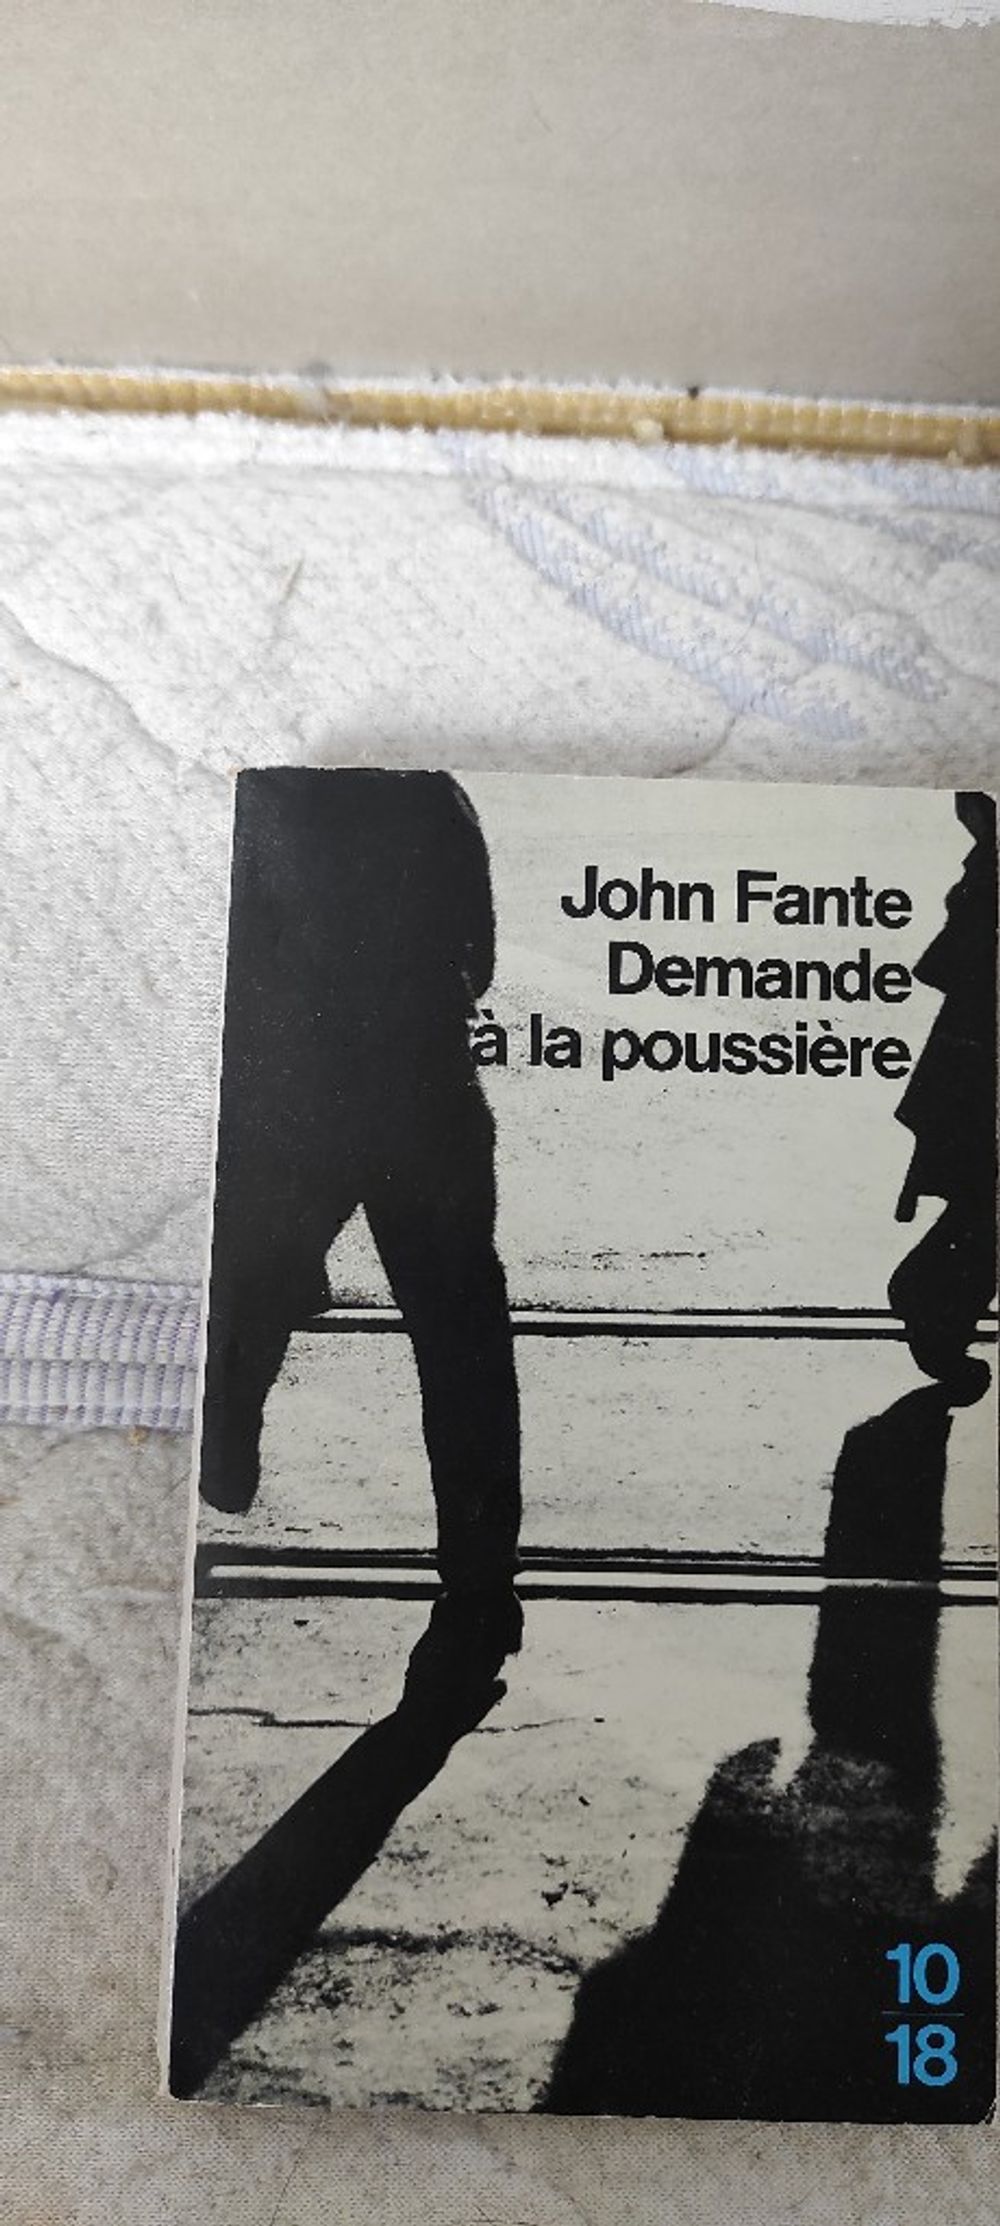 John Fante
Demande
à la poussière
10
18